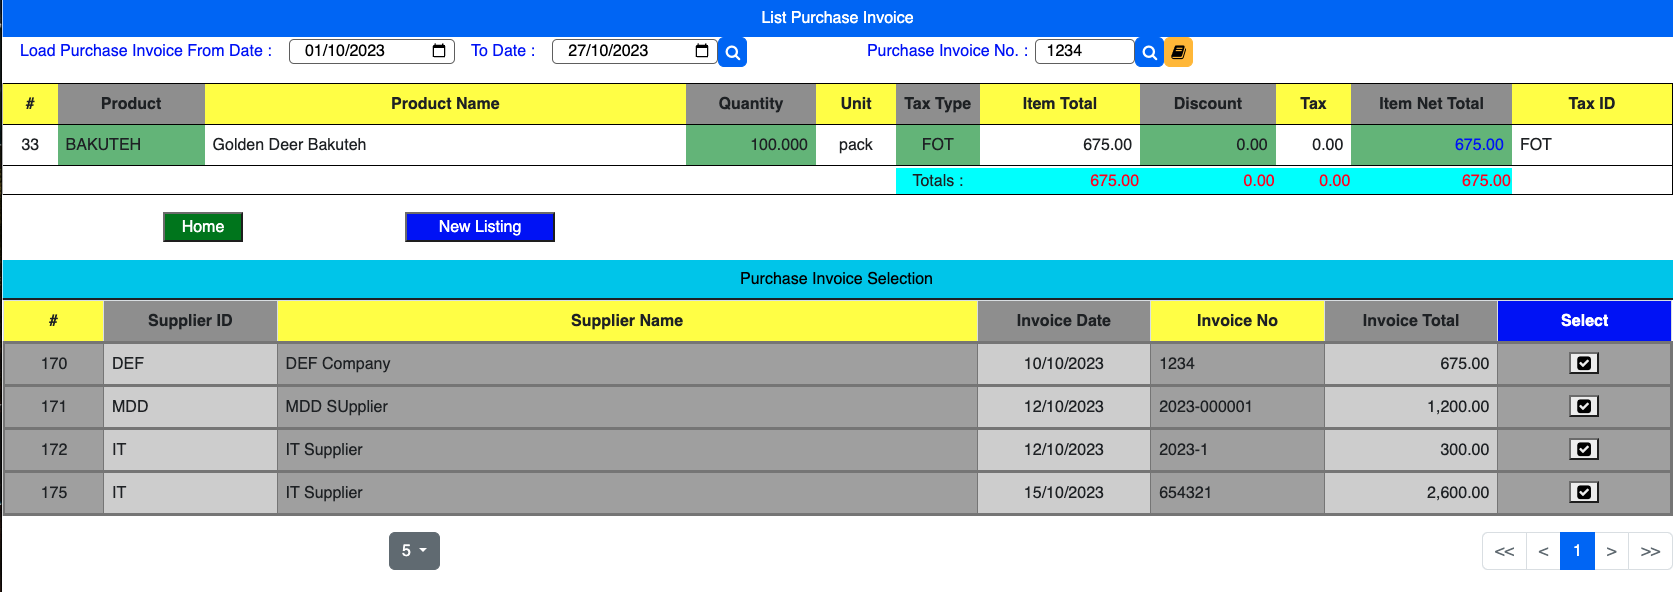 List Purchase Invoice
Load Purchase Invoice From Date : 01/10/2023 To Date : 27/10/2023 Purchase Invoice No. : 1234
# Product Product Name Quantity Unit Tax Type Item Total Discount Tax Item Net Total Tax ID
33 BAKUTEH Golden Deer Bakuteh 100.000 pack FOT 675.00 0.00 0.00 675.00 FOT
Totals : 675.00 0.00 0.00 675.00
Home New Listing
Purchase Invoice Selection
# Supplier ID Supplier Name Invoice Date Invoice No Invoice Total Select
170 DEF DEF Company 10/10/2023 1234 675.00
171 MDD MDD SUpplier 12/10/2023 2023-000001 1,200.00
172 IT IT Supplier 12/10/2023 2023-1 300.00
175 IT IT Supplier 15/10/2023 654321 2,600.00
5 << < 1 > >>